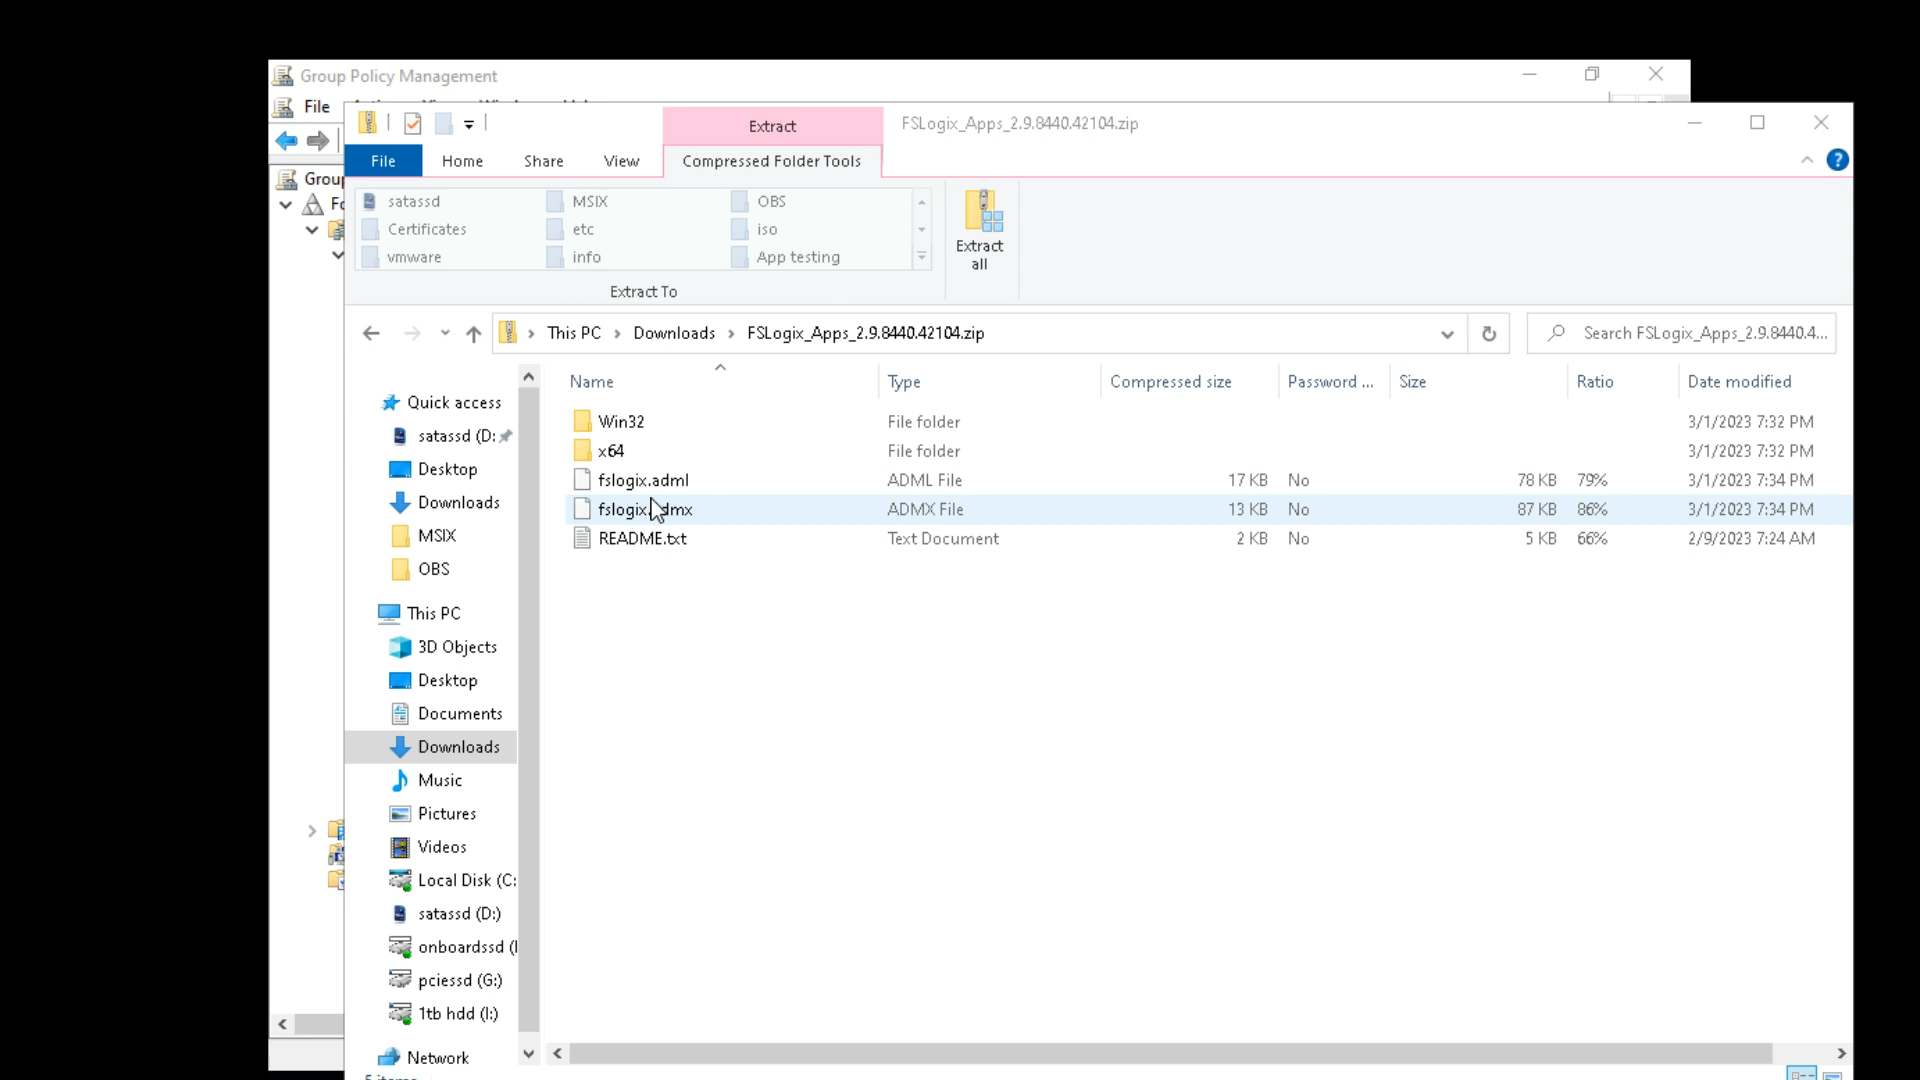 Group Policy Management
File
Extract
FSLogix_Apps_2.9.8440.42104.zip
File Home Share View Compressed Folder Tools
satassd MSIX OBS
Certificates etc iso
vmware info App testing
Extract all
Extract To
This PC Downloads FSLogix_Apps_2.9.8440.42104.zip
Search FSLogix_Apps_2.9.8440.4...
Name Type Compressed size Password ... Size Ratio Date modified
Win32 File folder 3/1/2023 7:32 PM
x64 File folder 3/1/2023 7:32 PM
fslogix.adml ADML File 17 KB No 78 KB 79% 3/1/2023 7:34 PM
fslogix.admx ADMX File 13 KB No 87 KB 86% 3/1/2023 7:34 PM
README.txt Text Document 2 KB No 5 KB 66% 2/9/2023 7:24 AM
Quick access
satassd (D:
Desktop
Downloads
MSIX
OBS
This PC
3D Objects
Desktop
Documents
Downloads
Music
Pictures
Videos
Local Disk (C:
satassd (D:)
onboardssd (
pciessd (G:)
1tb hdd (I:)
Network
5 items